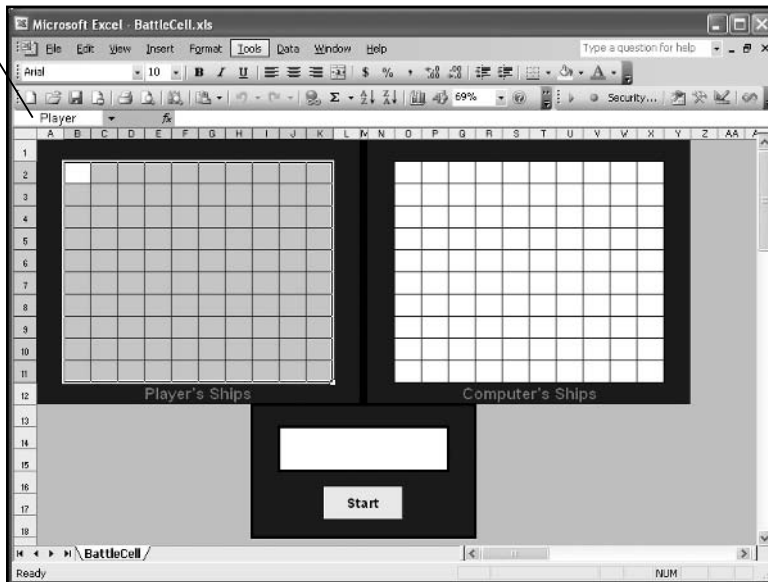 Microsoft Excel - BattleCell.xls
File Edit View Insert Format Tools Data Window Help Type a question for help
Arial 10 B I U $ % ,
Σ 69% Security...
Player fx
A B C D E F G H I J K L M N O P Q R S T U V W X Y Z AA
1
2
3
4
5
6
7
8
9
10
11
12 Player's Ships Computer's Ships
13
14
15
16
17 Start
18
BattleCell
Ready NUM